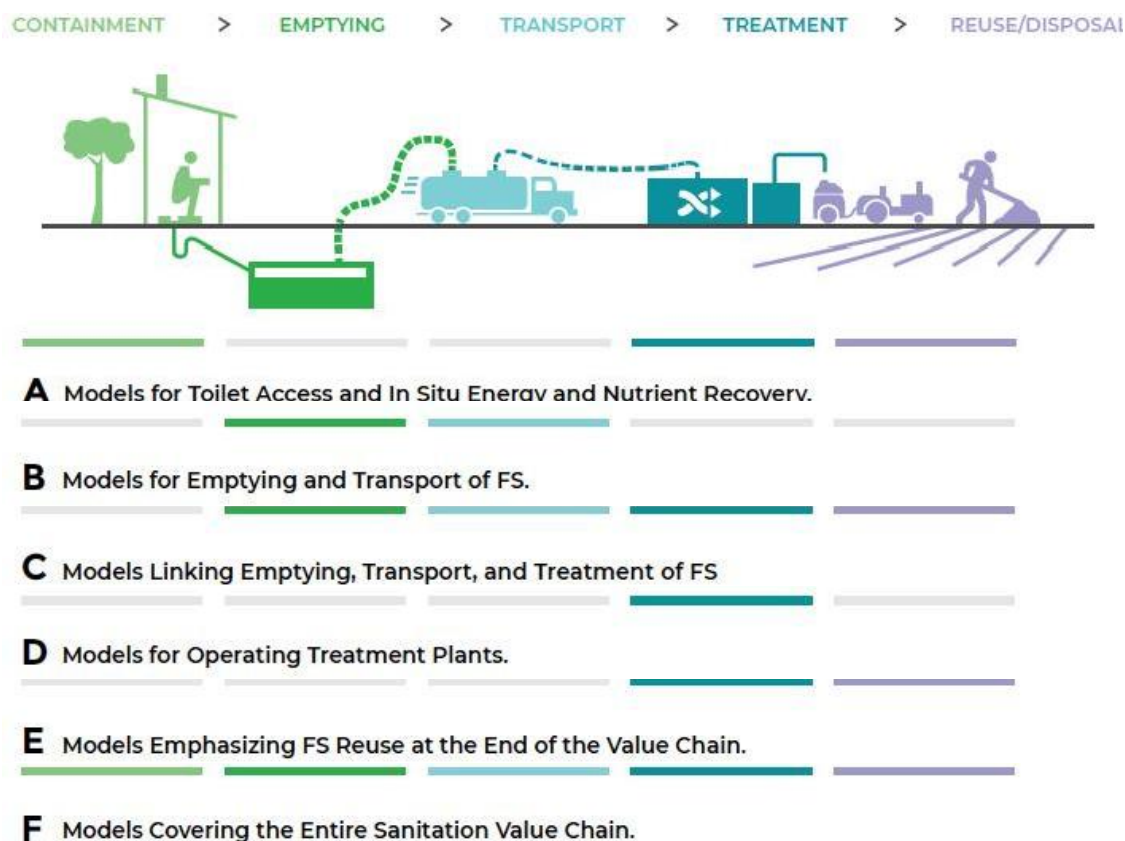 CONTAINMENT > EMPTYING > TRANSPORT > TREATMENT > REUSE/DISPOSAL
A Models for Toilet Access and In Situ Energy and Nutrient Recovery.
B Models for Emptying and Transport of FS.
C Models Linking Emptying, Transport, and Treatment of FS
D Models for Operating Treatment Plants.
E Models Emphasizing FS Reuse at the End of the Value Chain.
F Models Covering the Entire Sanitation Value Chain.